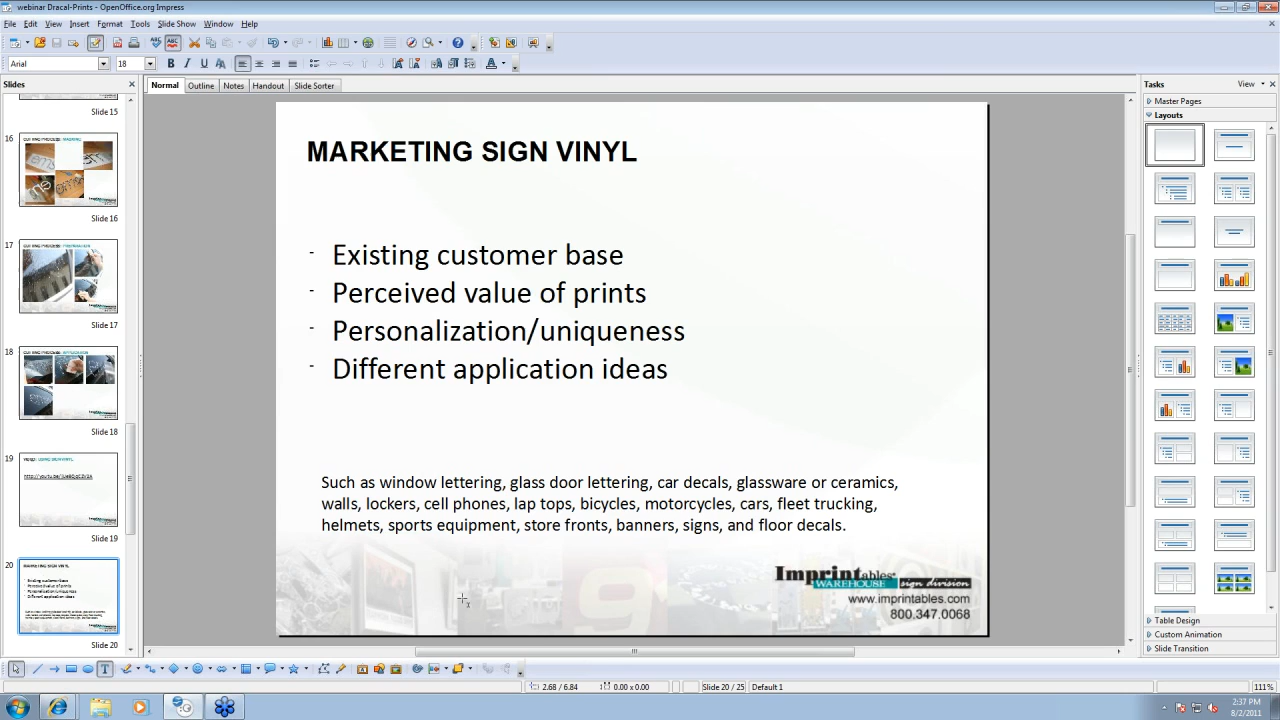 webinar Dracal-Prints - OpenOffice.org Impress
File Edit View Insert Format Tools Slide Show Window Help
Arial 18
Slides
Normal Outline Notes Handout Slide Sorter
Tasks View
Master Pages
Layouts
Slide 15
16
Slide 16
17
Slide 17
18
Slide 18
19
Slide 19
20
MARKETING SIGN VINYL
Slide 20
MARKETING SIGN VINYL
- Existing customer base
- Perceived value of prints
- Personalization/uniqueness
- Different application ideas
Such as window lettering, glass door lettering, car decals, glassware or ceramics,
walls, lockers, cell phones, lap tops, bicycles, motorcycles, cars, fleet trucking,
helmets, sports equipment, store fronts, banners, signs, and floor decals.
Imprintables
WAREHOUSE sign division
www.imprintables.com
800.347.0068
Table Design
Custom Animation
Slide Transition
2.68 / 6.84 0.00 x 0.00 Slide 20 / 25 Default 1 111%
2:37 PM
8/2/2011